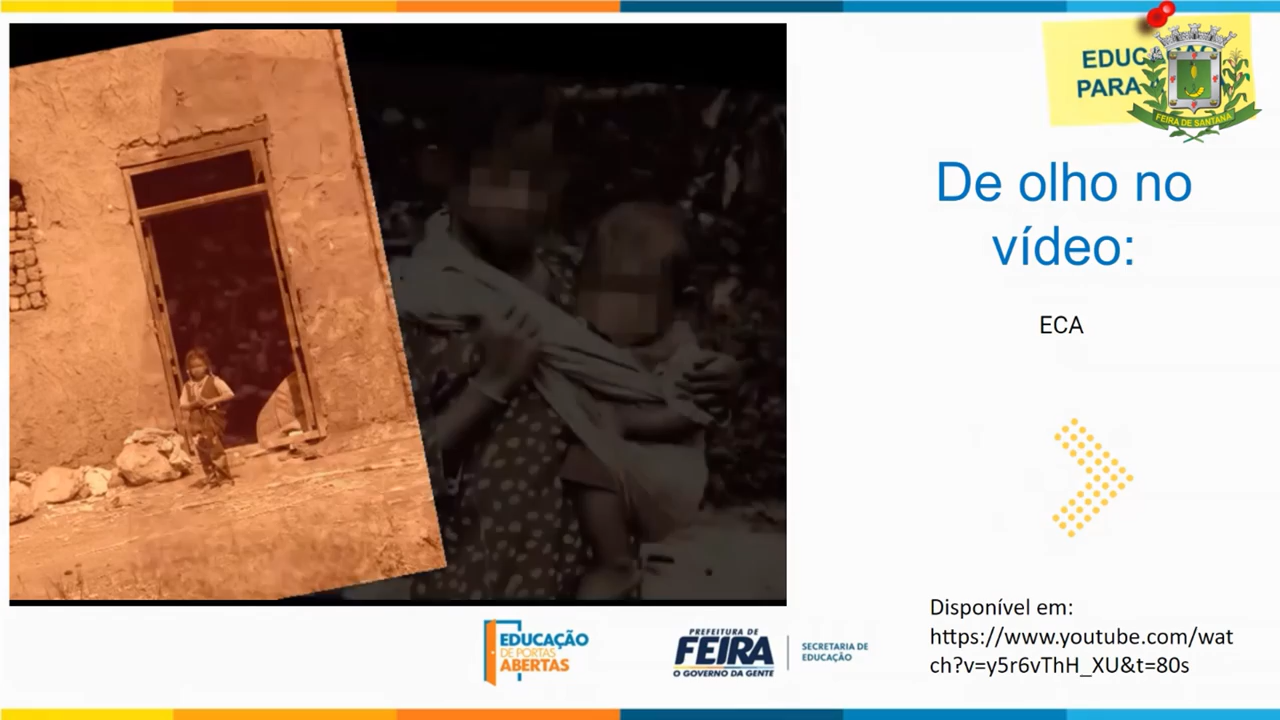 EDUC
PARA
FEIRA DE SANTANA
De olho no
vídeo:
ECA
Disponível em:
https://www.youtube.com/wat
ch?v=y5r6vThH_XU&t=80s
EDUCAÇÃO
DE PORTAS
ABERTAS
PREFEITURA DE
FEIRA
O GOVERNO DA GENTE
SECRETARIA DE
EDUCAÇÃO